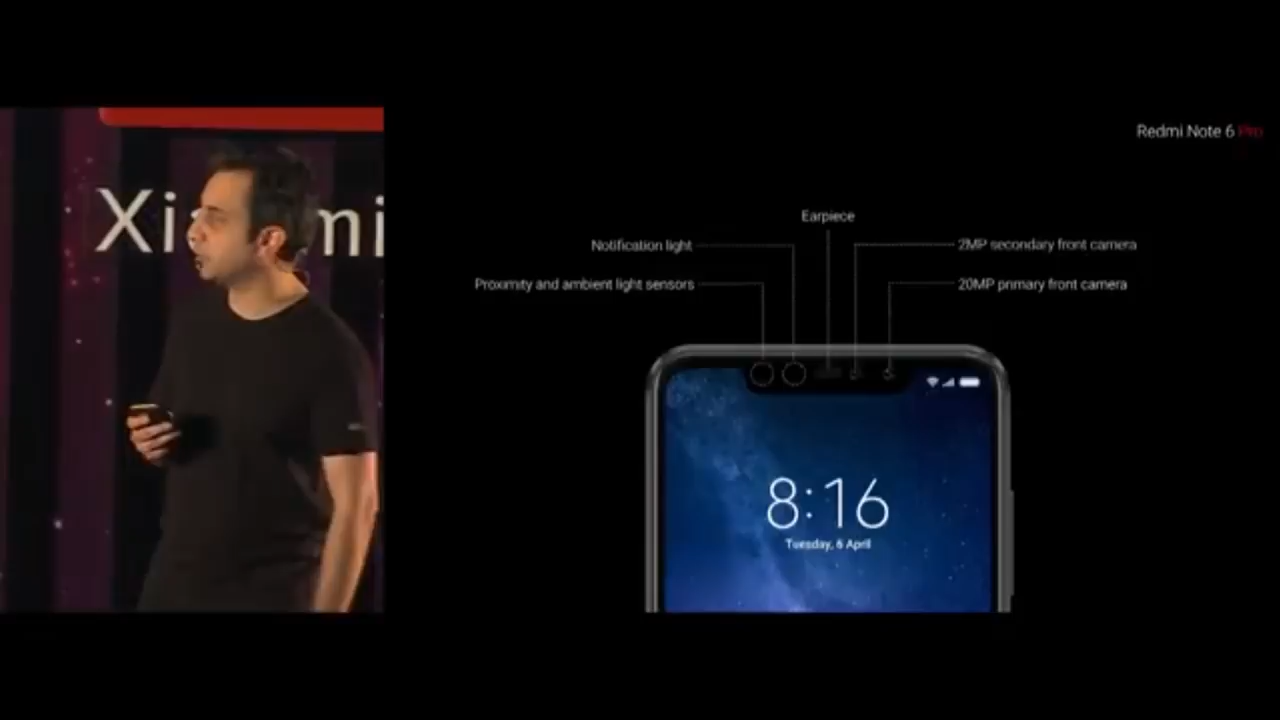 Xiaomi
Redmi Note 6 Pro
Earpiece
Notification light
2MP secondary front camera
Proximity and ambient light sensors
20MP primary front camera
8:16
Tuesday, 6 April